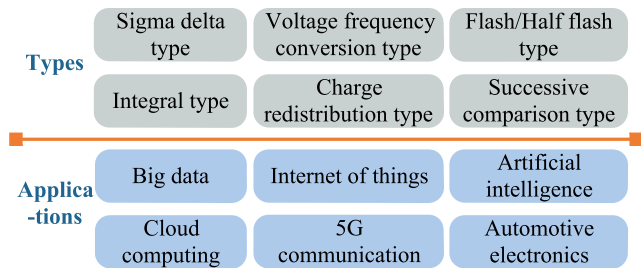 Types
Sigma delta
type
Voltage frequency
conversion type
Flash/Half flash
type
Integral type
Charge
redistribution type
Successive
comparison type
Applica
-tions
Big data
Internet of things
Artificial
intelligence
Cloud
computing
5G
communication
Automotive
electronics